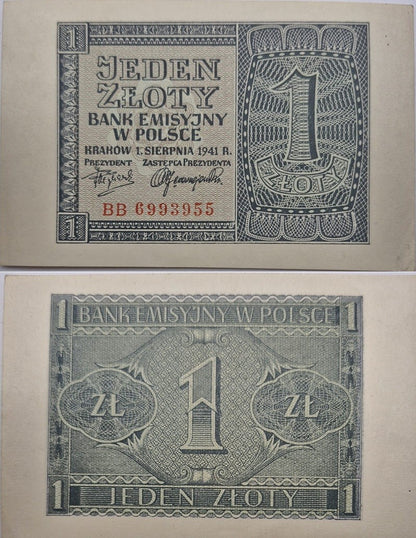 1
JEDEN
ZŁOTY
BANK EMISYJNY
W POLSCE
KRAKÓW 1. SIERPNIA 1941 R.
PREZYDENT ZASTĘPCA PREZYDENTA
BB 6993955
1
1
ZŁOTY
1 BANK EMISYJNY W POLSCE 1
ZŁ 1 ZŁ
1 JEDEN ZŁOTY 1